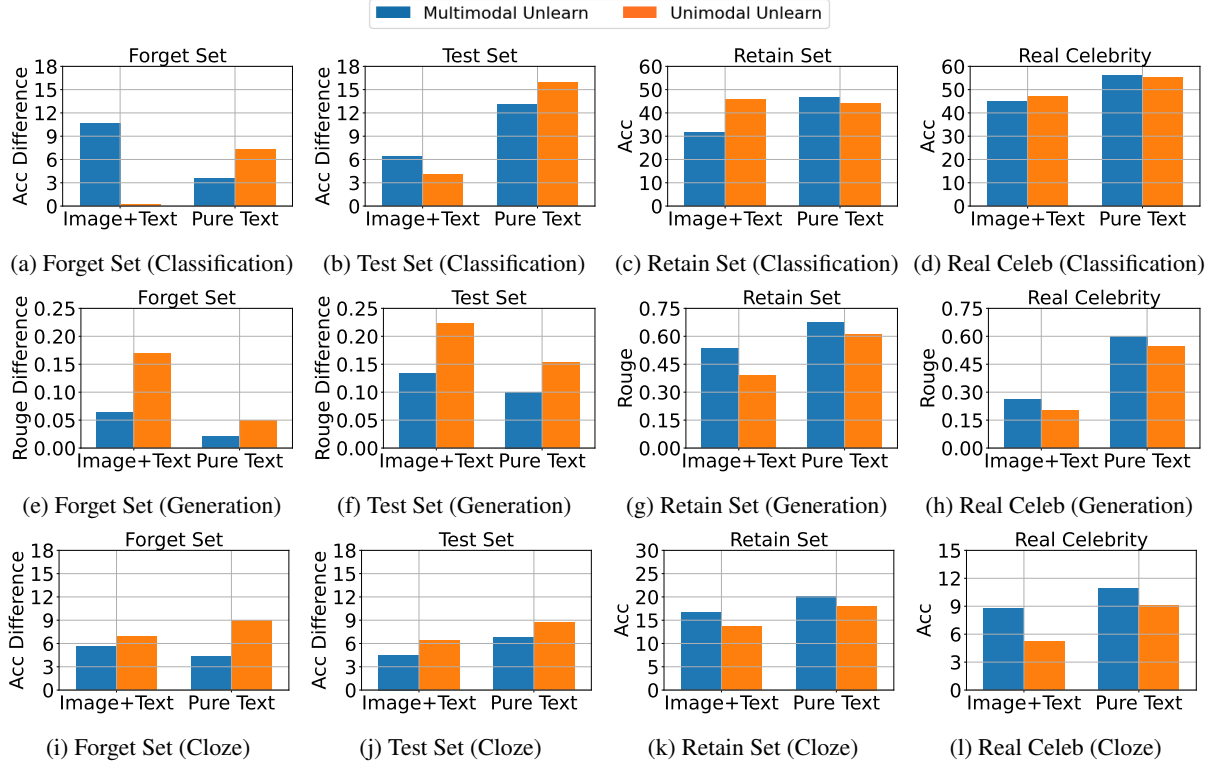 Multimodal Unlearn Unimodal Unlearn
Forget Set Test Set Retain Set Real Celebrity
Acc Difference
18
15
12
9
6
3
0
Image+Text Pure Text
Acc Difference
18
15
12
9
6
3
0
Image+Text Pure Text
Acc
60
50
40
30
20
10
0
Image+Text Pure Text
Acc
60
50
40
30
20
10
0
Image+Text Pure Text
(a) Forget Set (Classification) (b) Test Set (Classification) (c) Retain Set (Classification) (d) Real Celeb (Classification)
Forget Set Test Set Retain Set Real Celebrity
Rouge Difference
0.25
0.20
0.15
0.10
0.05
0.00
Image+Text Pure Text
Rouge Difference
0.25
0.20
0.15
0.10
0.05
0.00
Image+Text Pure Text
Rouge
0.75
0.60
0.45
0.30
0.15
0.00
Image+Text Pure Text
Rouge
0.75
0.60
0.45
0.30
0.15
0.00
Image+Text Pure Text
(e) Forget Set (Generation) (f) Test Set (Generation) (g) Retain Set (Generation) (h) Real Celeb (Generation)
Forget Set Test Set Retain Set Real Celebrity
Acc Difference
18
15
12
9
6
3
0
Image+Text Pure Text
Acc Difference
18
15
12
9
6
3
0
Image+Text Pure Text
Acc
30
25
20
15
10
5
0
Image+Text Pure Text
Acc
15
12
9
6
3
0
Image+Text Pure Text
(i) Forget Set (Cloze) (j) Test Set (Cloze) (k) Retain Set (Cloze) (l) Real Celeb (Cloze)